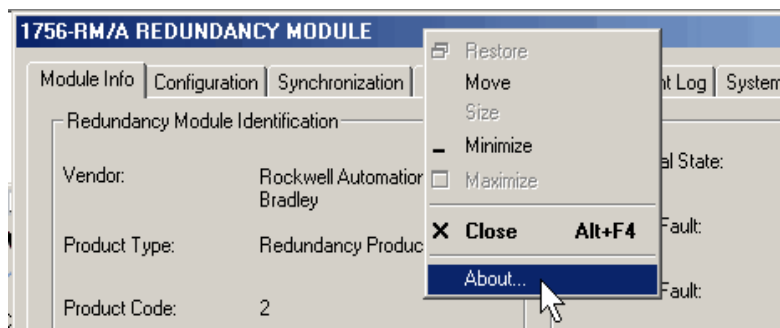 1756-RM/A REDUNDANCY MODULE
Module Info Configuration Synchronization nt Log System
Redundancy Module Identification
Vendor: Rockwell Automation
Bradley
Product Type: Redundancy Produc
Product Code: 2
Restore
Move
Size
Minimize
Maximize
Close Alt+F4
About...
al State:
Fault:
Fault: